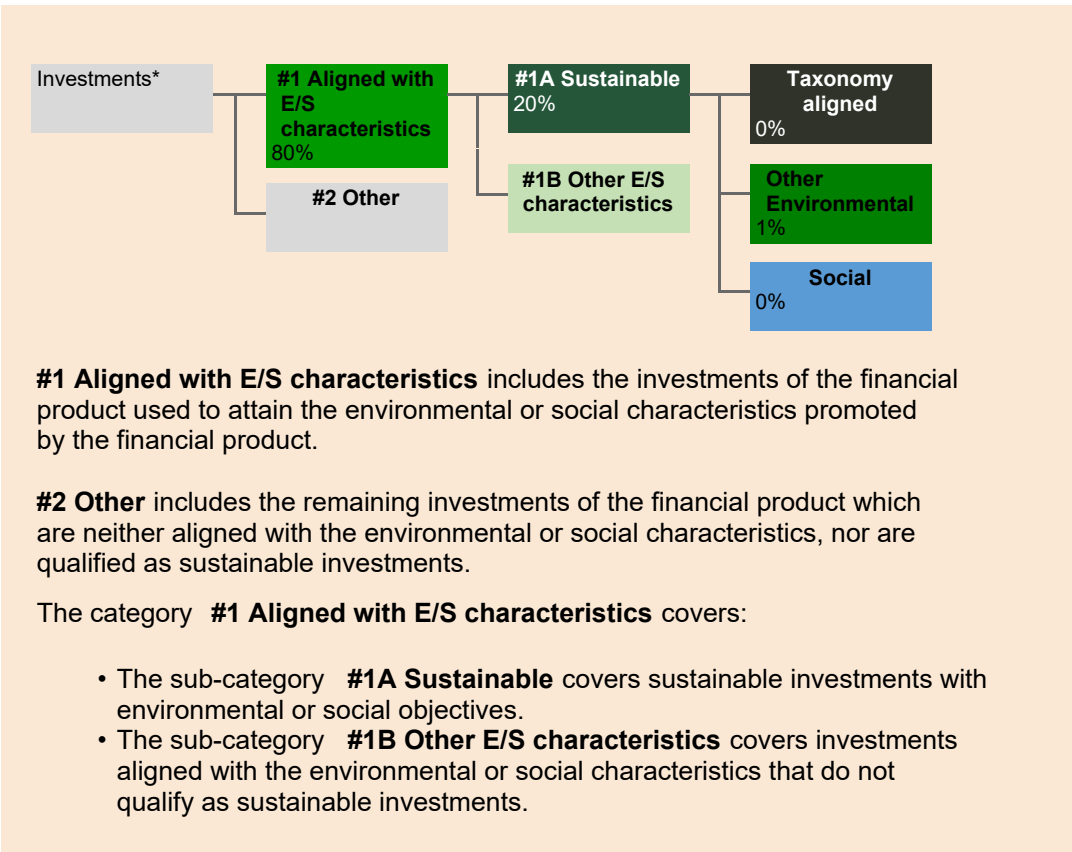 Investments*
#1 Aligned with
E/S
characteristics
80%
#2 Other
#1A Sustainable
20%
#1B Other E/S
characteristics
Taxonomy
aligned
0%
Other
Environmental
1%
Social
0%
#1 Aligned with E/S characteristics includes the investments of the financial
product used to attain the environmental or social characteristics promoted
by the financial product.
#2 Other includes the remaining investments of the financial product which
are neither aligned with the environmental or social characteristics, nor are
qualified as sustainable investments.
The category #1 Aligned with E/S characteristics covers:
• The sub-category #1A Sustainable covers sustainable investments with
environmental or social objectives.
• The sub-category #1B Other E/S characteristics covers investments
aligned with the environmental or social characteristics that do not
qualify as sustainable investments.